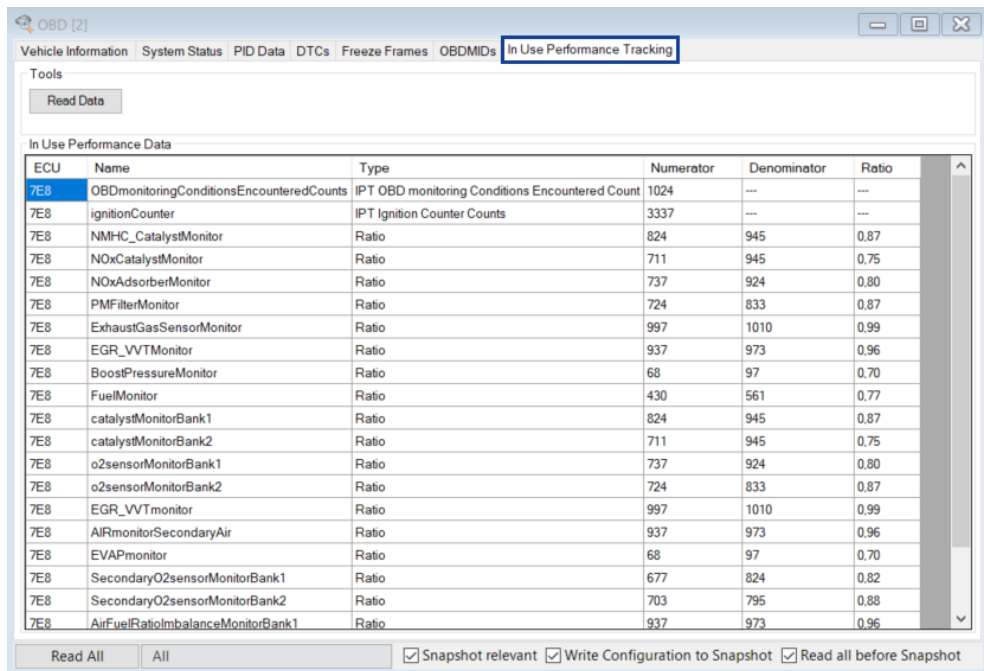 OBD [2]
Vehicle Information System Status PID Data DTCs Freeze Frames OBDMIDs In Use Performance Tracking
Tools
Read Data
In Use Performance Data
ECU Name Type Numerator Denominator Ratio
7E8 OBDmonitoringConditionsEncounteredCounts IPT OBD monitoring Conditions Encountered Count 1024 --- ---
7E8 ignitionCounter IPT Ignition Counter Counts 3337 --- ---
7E8 NMHC_CatalystMonitor Ratio 824 945 0,87
7E8 NOxCatalystMonitor Ratio 711 945 0,75
7E8 NOxAdsorberMonitor Ratio 737 924 0,80
7E8 PMFilterMonitor Ratio 724 833 0,87
7E8 ExhaustGasSensorMonitor Ratio 997 1010 0,99
7E8 EGR_VVTMonitor Ratio 937 973 0,96
7E8 BoostPressureMonitor Ratio 68 97 0,70
7E8 FuelMonitor Ratio 430 561 0,77
7E8 catalystMonitorBank1 Ratio 824 945 0,87
7E8 catalystMonitorBank2 Ratio 711 945 0,75
7E8 o2sensorMonitorBank1 Ratio 737 924 0,80
7E8 o2sensorMonitorBank2 Ratio 724 833 0,87
7E8 EGR_VVTmonitor Ratio 997 1010 0,99
7E8 AIRmonitorSecondaryAir Ratio 937 973 0,96
7E8 EVAPmonitor Ratio 68 97 0,70
7E8 SecondaryO2sensorMonitorBank1 Ratio 677 824 0,82
7E8 SecondaryO2sensorMonitorBank2 Ratio 703 795 0,88
7E8 AirFuelRatioImbalanceMonitorBank1 Ratio 937 973 0,96
Read All All Snapshot relevant Write Configuration to Snapshot Read all before Snapshot